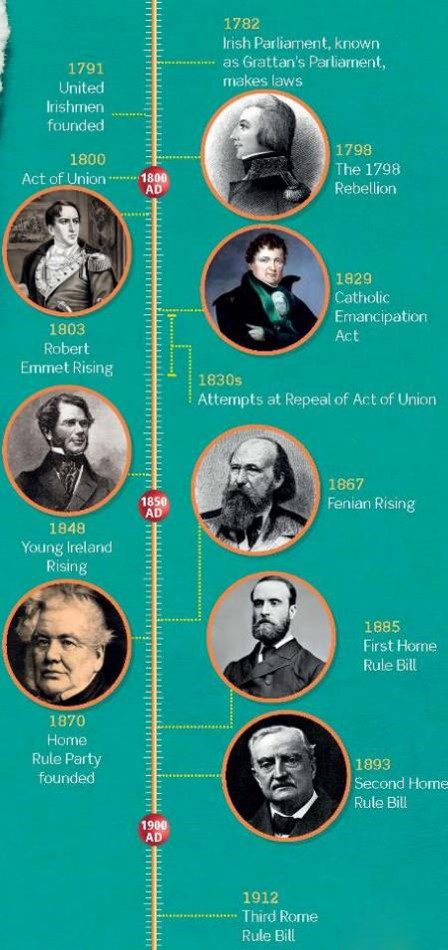 1782
Irish Parliament, known
as Grattan's Parliament,
makes laws
1791
United
Irishmen
founded
1798
The 1798
Rebellion
1800
Act of Union
1800
AD
1803
Robert
Emmet Rising
1829
Catholic
Emancipation
Act
1830s
Attempts at Repeal of Act of Union
1848
Young Ireland
Rising
1850
AD
1867
Fenian Rising
1870
Home
Rule Party
founded
1885
First Home
Rule Bill
1893
Second Home
Rule Bill
1900
AD
1912
Third Rome
Rule Bill